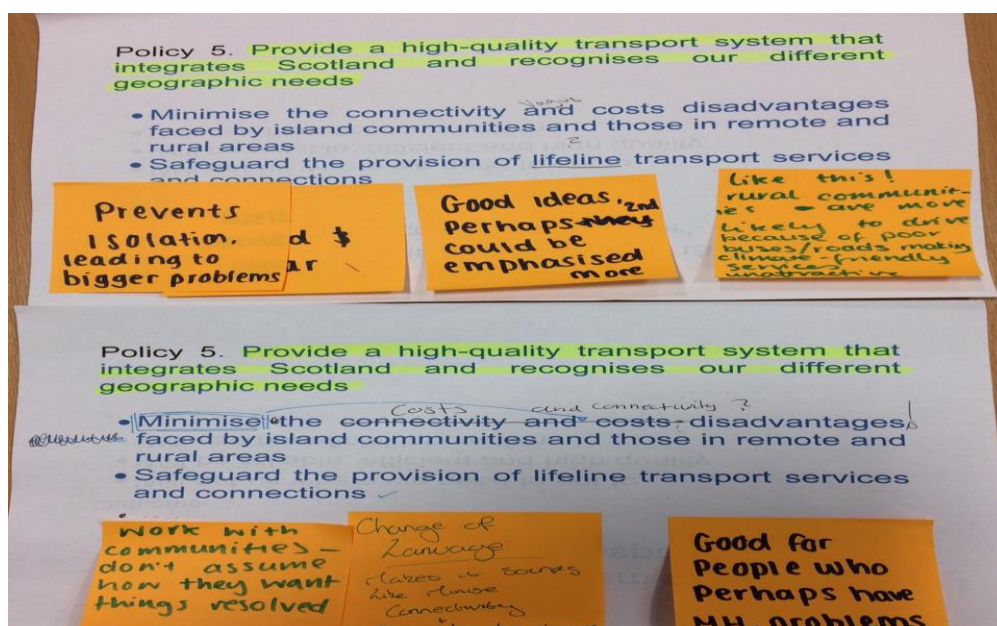 Policy 5. Provide a high-quality transport system that
integrates Scotland and recognises our different
geographic needs
• Minimise the connectivity and costs disadvantages
faced by island communities and those in remote and
rural areas
?
• Safeguard the provision of lifeline transport services
and connections
Prevents
Isolation.
leading to
bigger problems
d $
ar
Good ideas,
2nd
Perhaps they
could be
emphasised
more
Like this!
rural communit-
ies - are more
likely to drive
because of poor
buses/roads making
climate-friendly
services
unattractive
Policy 5. Provide a high-quality transport system that
integrates Scotland and recognises our different
geographic needs
Costs and connectivity ?
• Minimise the connectivity and costs disadvantages
faced by island communities and those in remote and
rural areas
• Safeguard the provision of lifeline transport services
and connections
Work with
communities -
don't assume
how they want
things resolved
Change of
Makes it sounds
like
Connectivity
Good for
People who
Perhaps have
MH problems